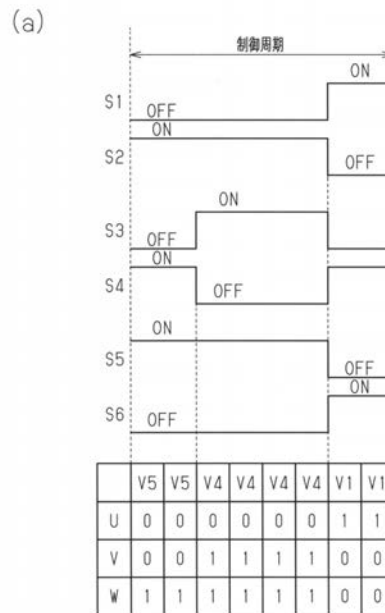 (a)
制御周期
ON
S1 OFF
ON
S2 OFF
ON
S3 OFF
ON
S4 OFF
ON
S5 OFF
ON
S6 OFF
V5 V5 V4 V4 V4 V4 V1 V1
U 0 0 0 0 0 0 1 1
V 0 0 1 1 1 1 0 0
W 1 1 1 1 1 1 0 0